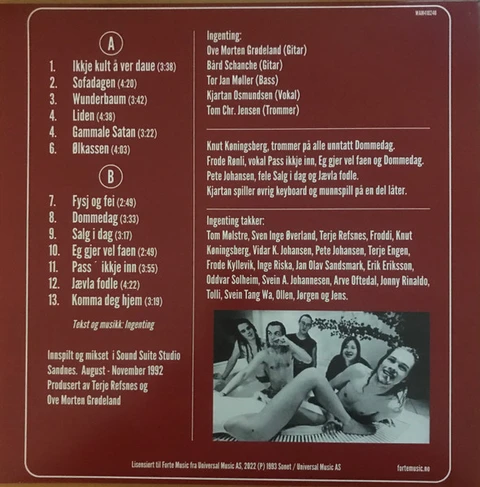 WAMH10240
A
1. Ikkje kult å ver daue (3:38)
2. Sofadagen (4:20)
3. Wunderbaum (3:42)
4. Liden (4:38)
4. Gammale Satan (3:22)
6. Ølkassen (4:03)
B
7. Fysj og fei (2:49)
8. Dommedag (3:33)
9. Salg i dag (3:17)
10. Eg gjer vel faen (2:49)
11. Pass´ ikkje inn (3:55)
12. Jævla fodle (4:22)
13. Komma deg hjem (3:19)
Tekst og musikk: Ingenting
Innspilt og mikset i Sound Suite Studio
Sandnes. August - November 1992
Produsert av Terje Refsnes og
Ove Morten Grødeland
Ingenting:
Ove Morten Grødeland (Gitar)
Bård Schanche (Gitar)
Tor Jan Møller (Bass)
Kjartan Osmundsen (Vokal)
Tom Chr. Jensen (Trommer)
Knut Køningsberg, trommer på alle unntatt Dommedag.
Frode Rønli, vokal Pass ikkje inn, Eg gjer vel faen og Dommedag.
Pete Johansen, fele Salg i dag og Jævla fodle.
Kjartan spiller øvrig keyboard og munnspill på en del låter.
Ingenting takker:
Tom Mølstre, Sven Inge Øverland, Terje Refsnes, Froddi, Knut
Køningsberg, Vidar K. Johansen, Pete Johansen, Terje Engen,
Frode Kyllevik, Inge Riska, Jan Olav Sandsmark, Erik Eriksson,
Oddvar Solheim, Svein A. Johannesen, Arve Oftedal, Jonny Rinaldo,
Tolli, Svein Tang Wa, Ollen, Jørgen og Jens.
Licensiert til Forte Music fra Universal Music AS, 2022 (P) 1993 Sonet / Universal Music AS
fortemusic.no